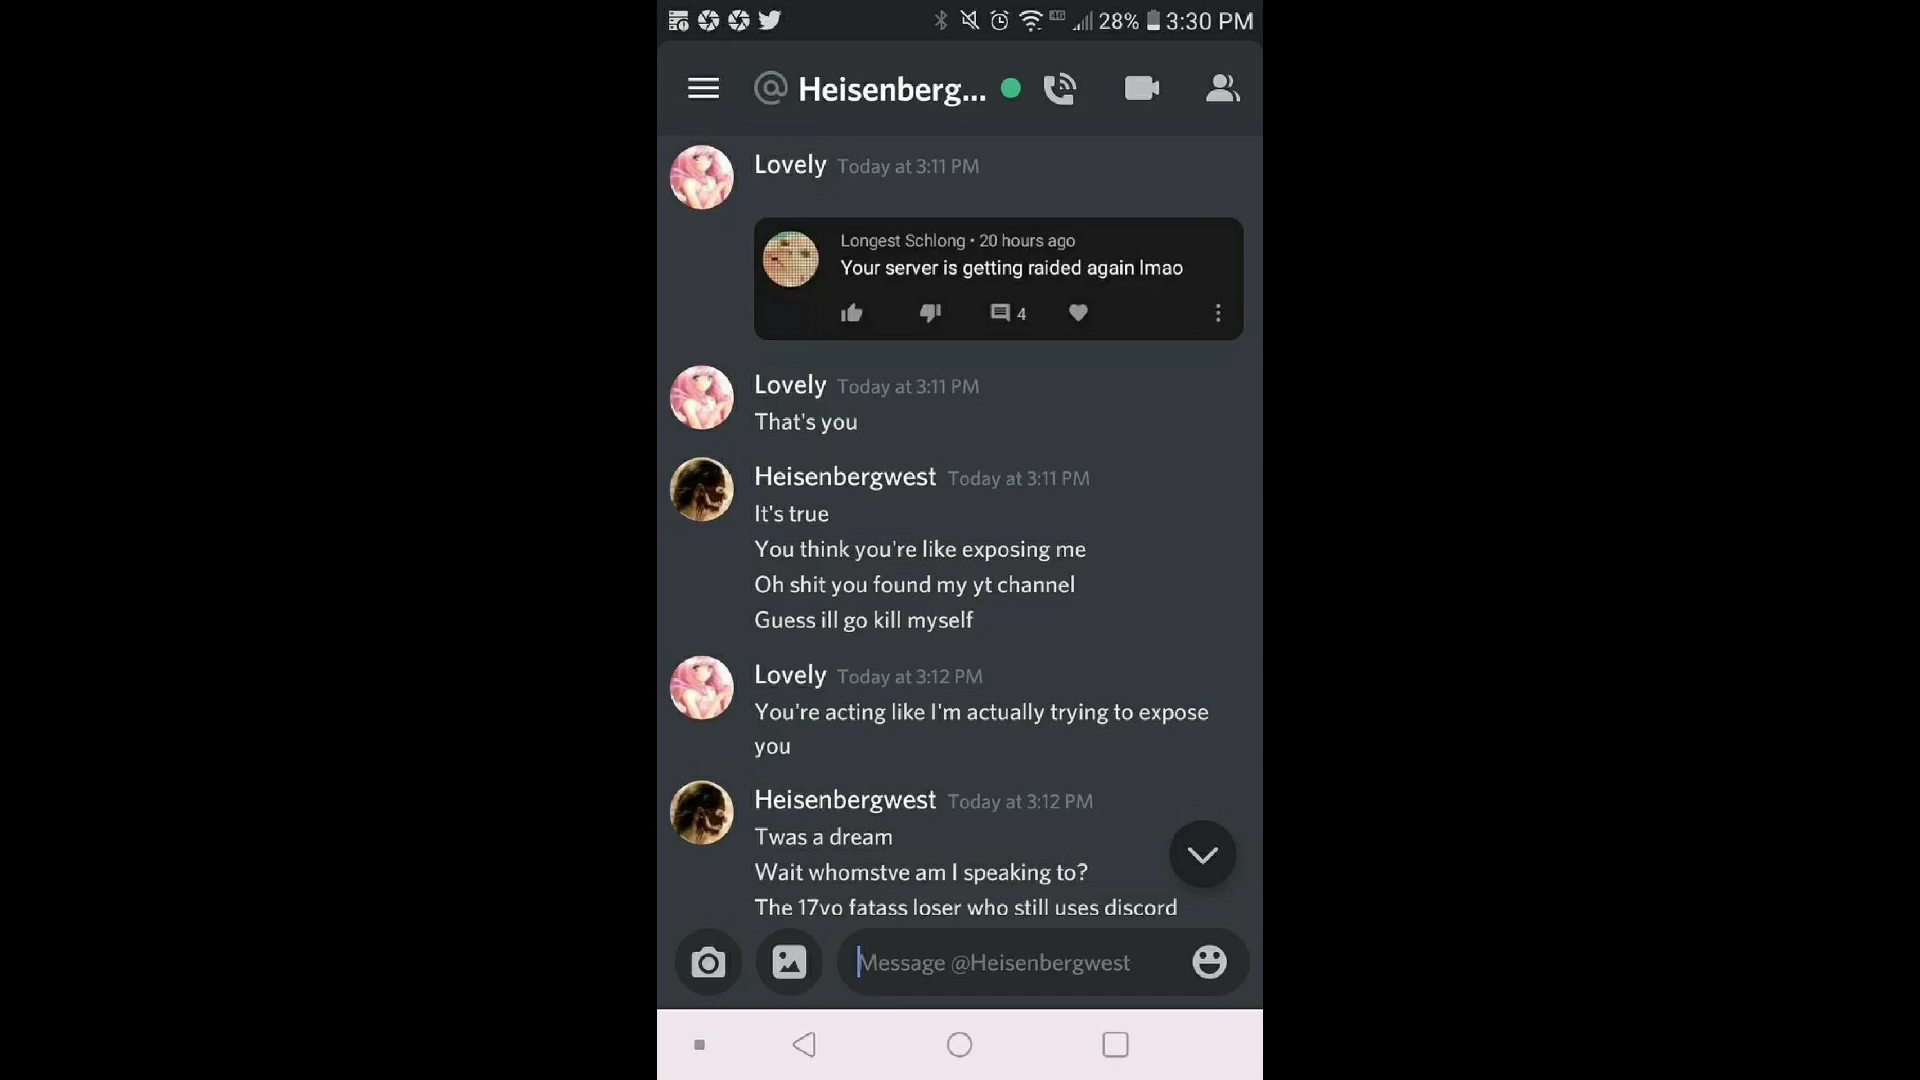 4G 28% 3:30 PM
@ Heisenberg...
Lovely Today at 3:11 PM
Longest Schlong • 20 hours ago
Your server is getting raided again lmao
4
Lovely Today at 3:11 PM
That's you
Heisenbergwest Today at 3:11 PM
It's true
You think you're like exposing me
Oh shit you found my yt channel
Guess ill go kill myself
Lovely Today at 3:12 PM
You're acting like I'm actually trying to expose
you
Heisenbergwest Today at 3:12 PM
Twas a dream
Wait whomstve am I speaking to?
The 17yo fatass loser who still uses discord
Message @Heisenbergwest